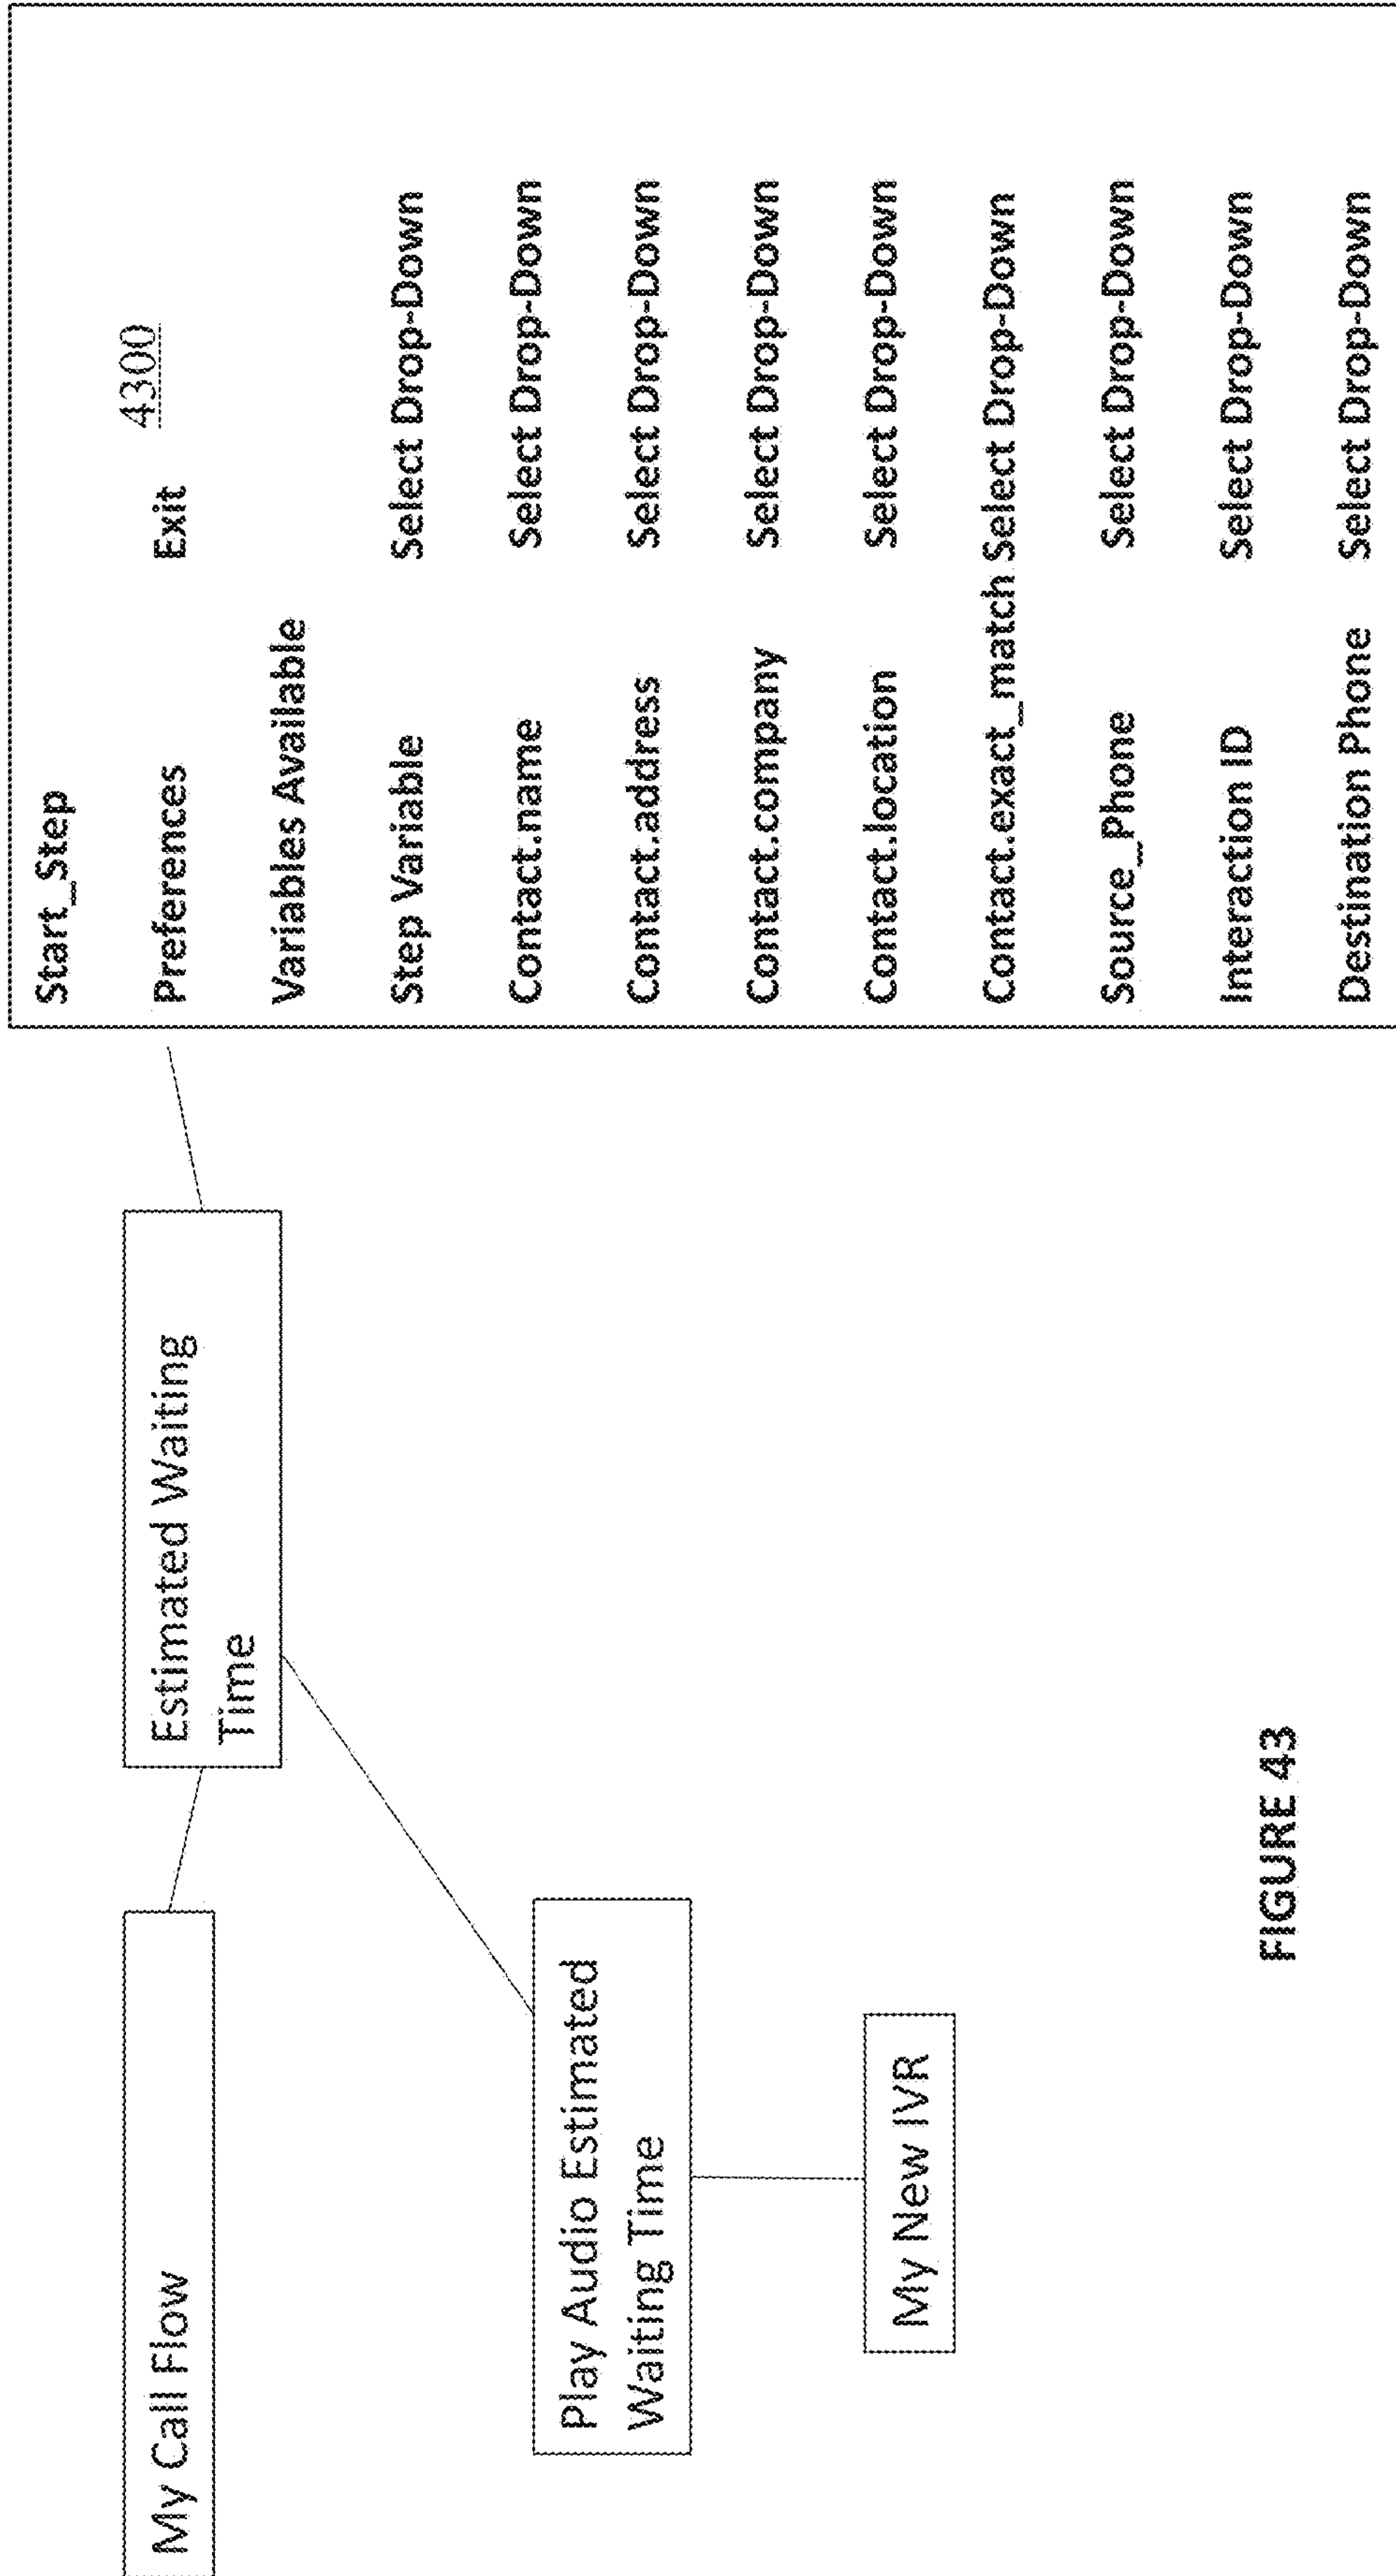 My Call Flow
Estimated Waiting
Time
Play Audio Estimated
Waiting Time
My New IVR
Start_Step
Preferences Exit 4300
Variables Available
Step Variable Select Drop-Down
Contact.name Select Drop-Down
Contact.address Select Drop-Down
Contact.company Select Drop-Down
Contact.location Select Drop-Down
Contact.exact_match Select Drop-Down
Source_Phone Select Drop-Down
Interaction ID Select Drop-Down
Destination Phone Select Drop-Down
FIGURE 43